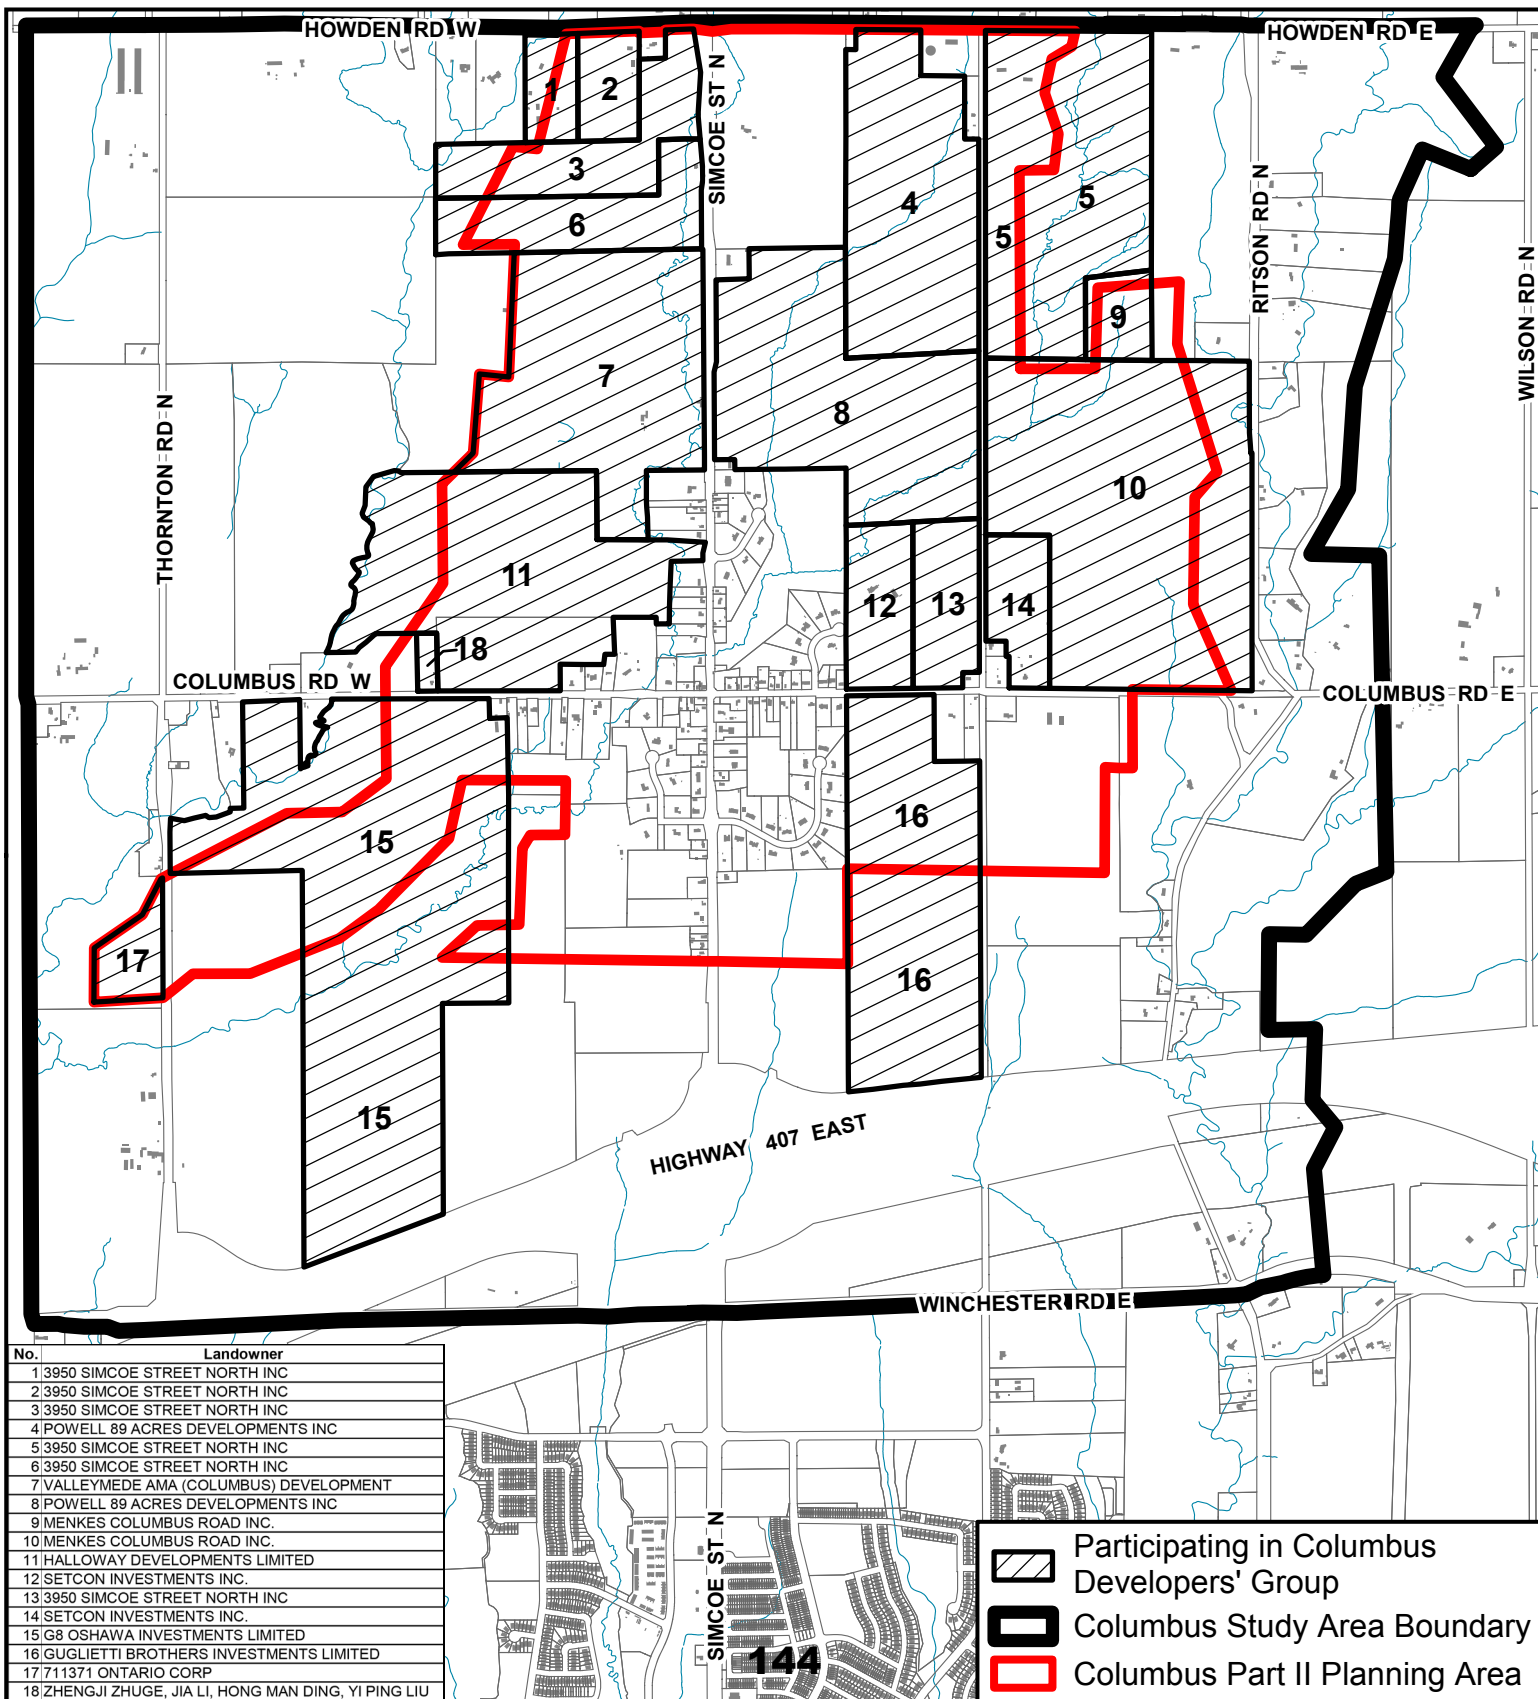 HOWDEN RD W
HOWDEN RD E
1
2
SIMCOE ST N
3
4
5
5
6
RITSON RD N
WILSON RD N
9
7
THORNTON RD N
8
10
11
12
13
14
18
COLUMBUS RD W
COLUMBUS RD E
15
16
17
16
15
HIGHWAY 407 EAST
WINCHESTER RD E
No. Landowner
1 3950 SIMCOE STREET NORTH INC
2 3950 SIMCOE STREET NORTH INC
3 3950 SIMCOE STREET NORTH INC
4 POWELL 89 ACRES DEVELOPMENTS INC
5 3950 SIMCOE STREET NORTH INC
6 3950 SIMCOE STREET NORTH INC
7 VALLEYMEDE AMA (COLUMBUS) DEVELOPMENT
8 POWELL 89 ACRES DEVELOPMENTS INC
9 MENKES COLUMBUS ROAD INC.
10 MENKES COLUMBUS ROAD INC.
11 HALLOWAY DEVELOPMENTS LIMITED
12 SETCON INVESTMENTS INC.
13 3950 SIMCOE STREET NORTH INC
14 SETCON INVESTMENTS INC.
15 G8 OSHAWA INVESTMENTS LIMITED
16 GUGLIETTI BROTHERS INVESTMENTS LIMITED
17 711371 ONTARIO CORP
18 ZHENGJI ZHUGE, JIA LI, HONG MAN DING, YI PING LIU
SIMCOE ST N
144
Participating in Columbus
Developers' Group
Columbus Study Area Boundary
Columbus Part II Planning Area